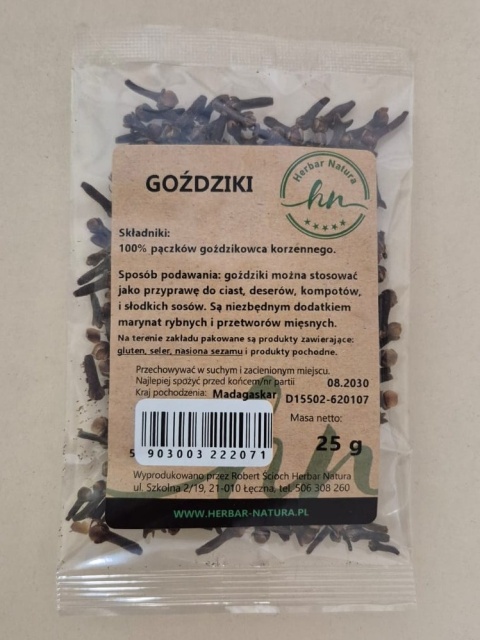 GOŹDZIKI
Herbar Natura
hn
Składniki:
100% pączków goździkowca korzennego.
Sposób podawania: goździki można stosować
jako przyprawę do ciast, deserów, kompotów,
i słodkich sosów. Są niezbędnym dodatkiem
marynat rybnych i przetworów mięsnych.
Na terenie zakładu pakowane są produkty zawierające:
gluten, seler, nasiona sezamu i produkty pochodne.
Przechowywać w suchym i zacienionym miejscu.
Najlepiej spożyć przed końcem/nr partii 08.2030
Kraj pochodzenia: Madagaskar D15502-620107
Masa netto:
25 g
5 903003 222071
Wyprodukowano przez Robert Ścioch Herbar Natura
ul. Szkolna 2/19, 21-010 Łęczna, tel. 506 308 260
WWW.HERBAR-NATURA.PL